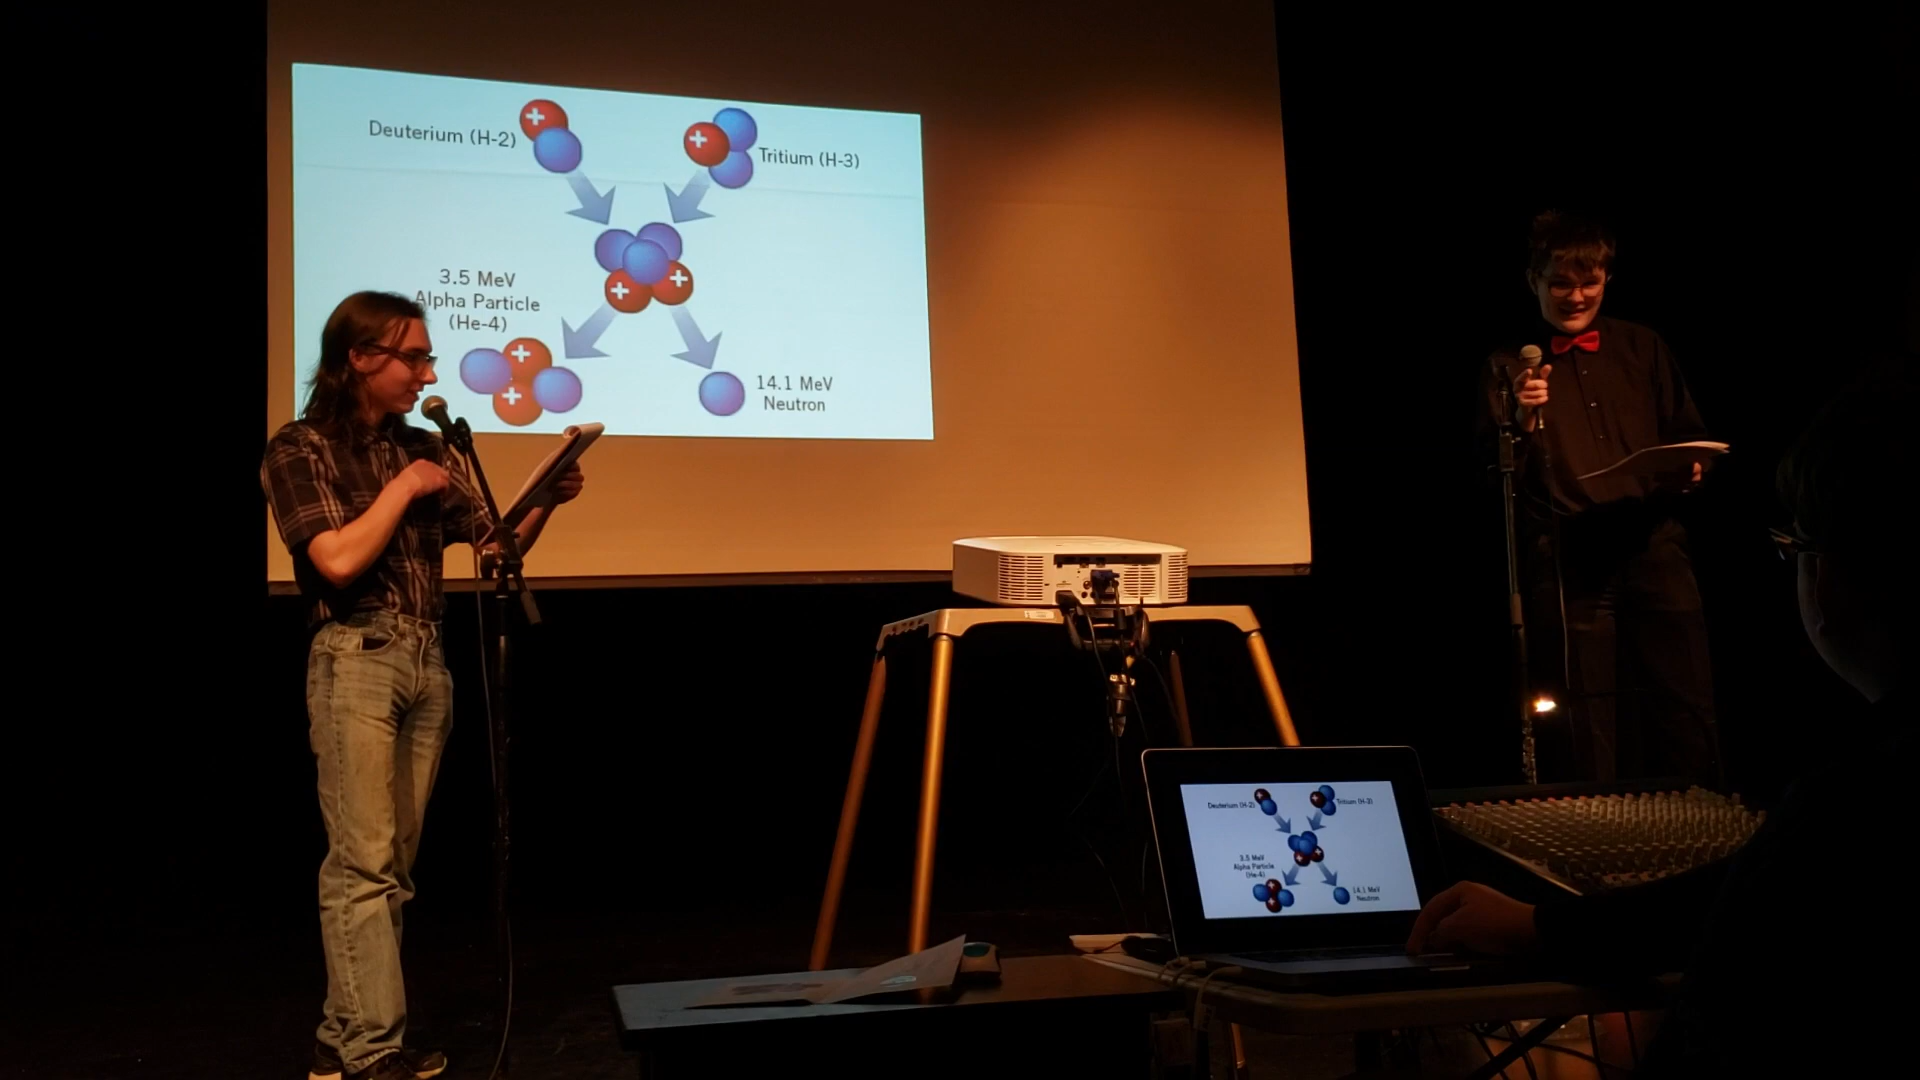 Deuterium (H-2)
Tritium (H-3)
3.5 MeV
Alpha Particle
(He-4)
14.1 MeV
Neutron
Deuterium (H-2)
Tritium (H-3)
3.5 MeV
Alpha Particle
(He-4)
14.1 MeV
Neutron